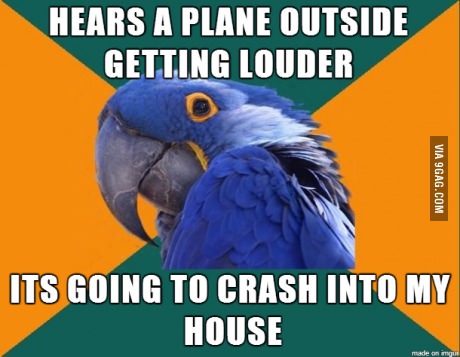 HEARS A PLANE OUTSIDE
GETTING LOUDER
VIA 9GAG.COM
ITS GOING TO CRASH INTO MY
HOUSE
made on imgur